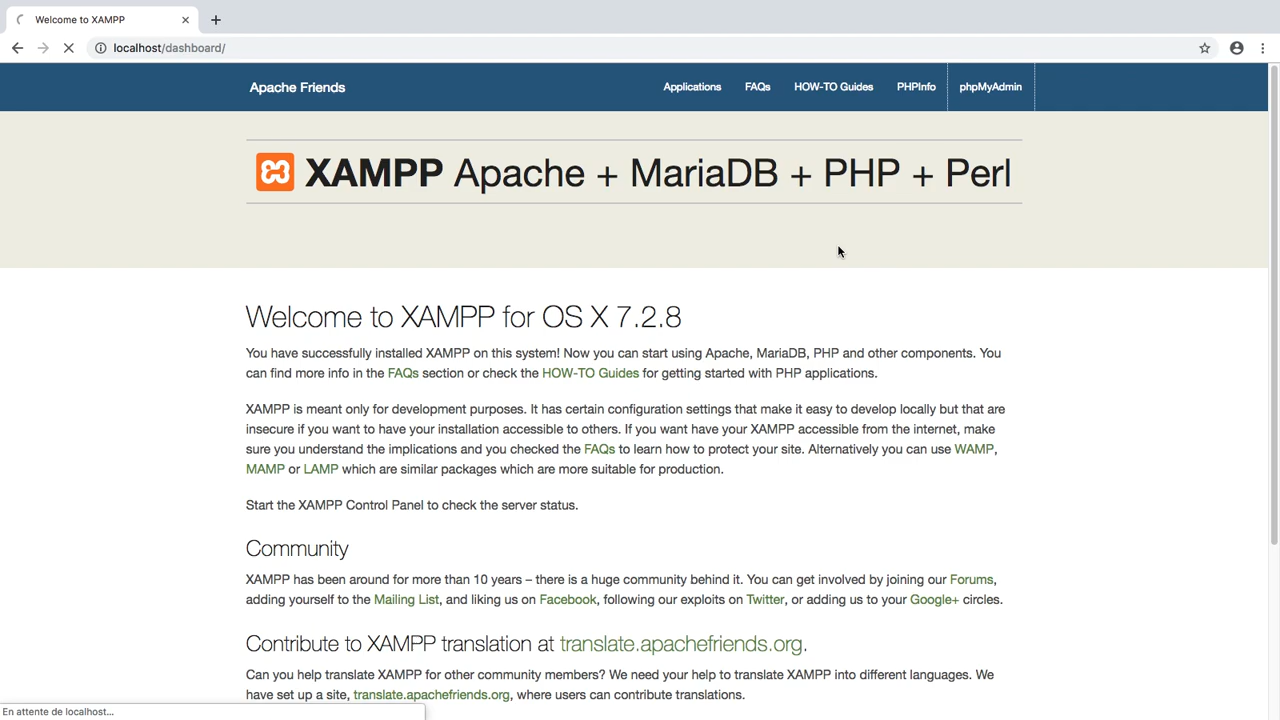 Welcome to XAMPP
localhost/dashboard/
Apache Friends
Applications
FAQs
HOW-TO Guides
PHPInfo
phpMyAdmin
XAMPP Apache + MariaDB + PHP + Perl
Welcome to XAMPP for OS X 7.2.8
You have successfully installed XAMPP on this system! Now you can start using Apache, MariaDB, PHP and other components. You
can find more info in the FAQs section or check the HOW-TO Guides for getting started with PHP applications.
XAMPP is meant only for development purposes. It has certain configuration settings that make it easy to develop locally but that are
insecure if you want to have your installation accessible to others. If you want have your XAMPP accessible from the internet, make
sure you understand the implications and you checked the FAQs to learn how to protect your site. Alternatively you can use WAMP,
MAMP or LAMP which are similar packages which are more suitable for production.
Start the XAMPP Control Panel to check the server status.
Community
XAMPP has been around for more than 10 years – there is a huge community behind it. You can get involved by joining our Forums,
adding yourself to the Mailing List, and liking us on Facebook, following our exploits on Twitter, or adding us to your Google+ circles.
Contribute to XAMPP translation at translate.apachefriends.org.
Can you help translate XAMPP for other community members? We need your help to translate XAMPP into different languages. We
have set up a site, translate.apachefriends.org, where users can contribute translations.
En attente de localhost...